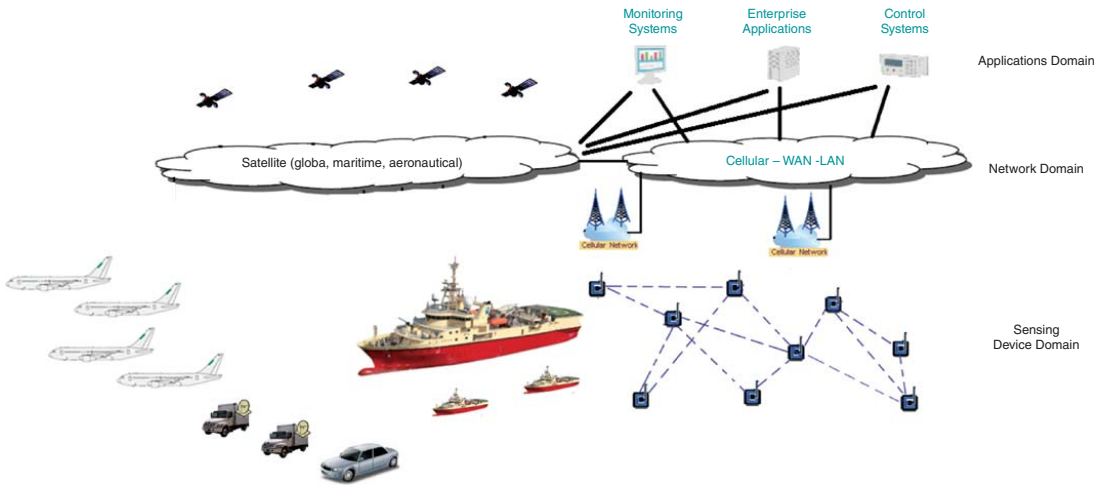 Monitoring
Systems
Enterprise
Applications
Control
Systems
Applications Domain
Satellite (globa, maritime, aeronautical)
Cellular – WAN -LAN
Network Domain
Cellular Network
Cellular Network
Sensing
Device Domain